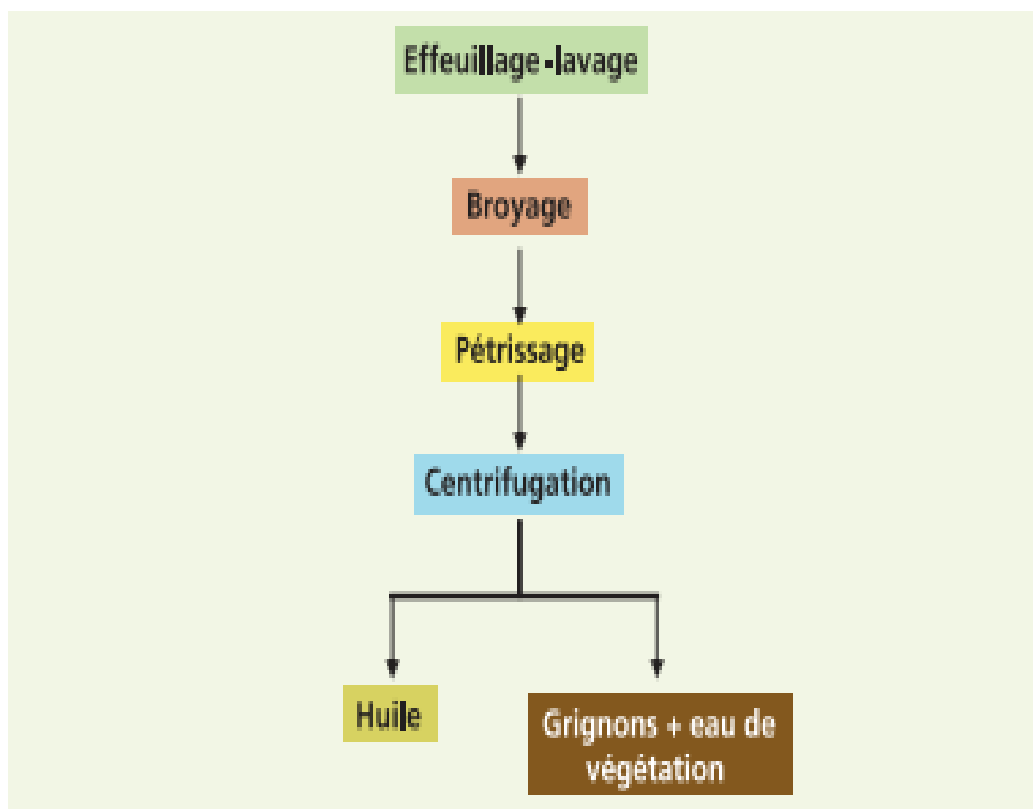 Effeuillage-lavage
Broyage
Pétrissage
Centrifugation
Huile
Grignons + eau de
végétation